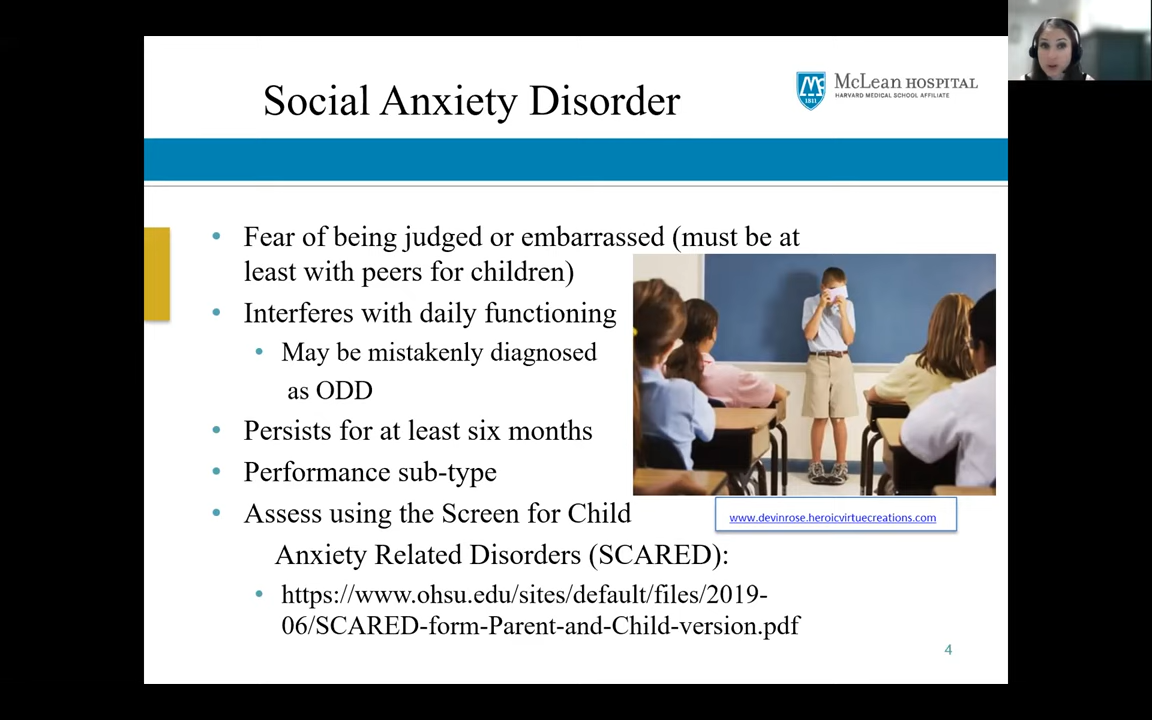 Social Anxiety Disorder
McLean HOSPITAL
HARVARD MEDICAL SCHOOL AFFILIATE
1811
• Fear of being judged or embarrassed (must be at
least with peers for children)
• Interferes with daily functioning
• May be mistakenly diagnosed
as ODD
• Persists for at least six months
• Performance sub-type
• Assess using the Screen for Child
Anxiety Related Disorders (SCARED):
• https://www.ohsu.edu/sites/default/files/2019-
06/SCARED-form-Parent-and-Child-version.pdf
www.devinrose.heroicvirtuecreations.com
4